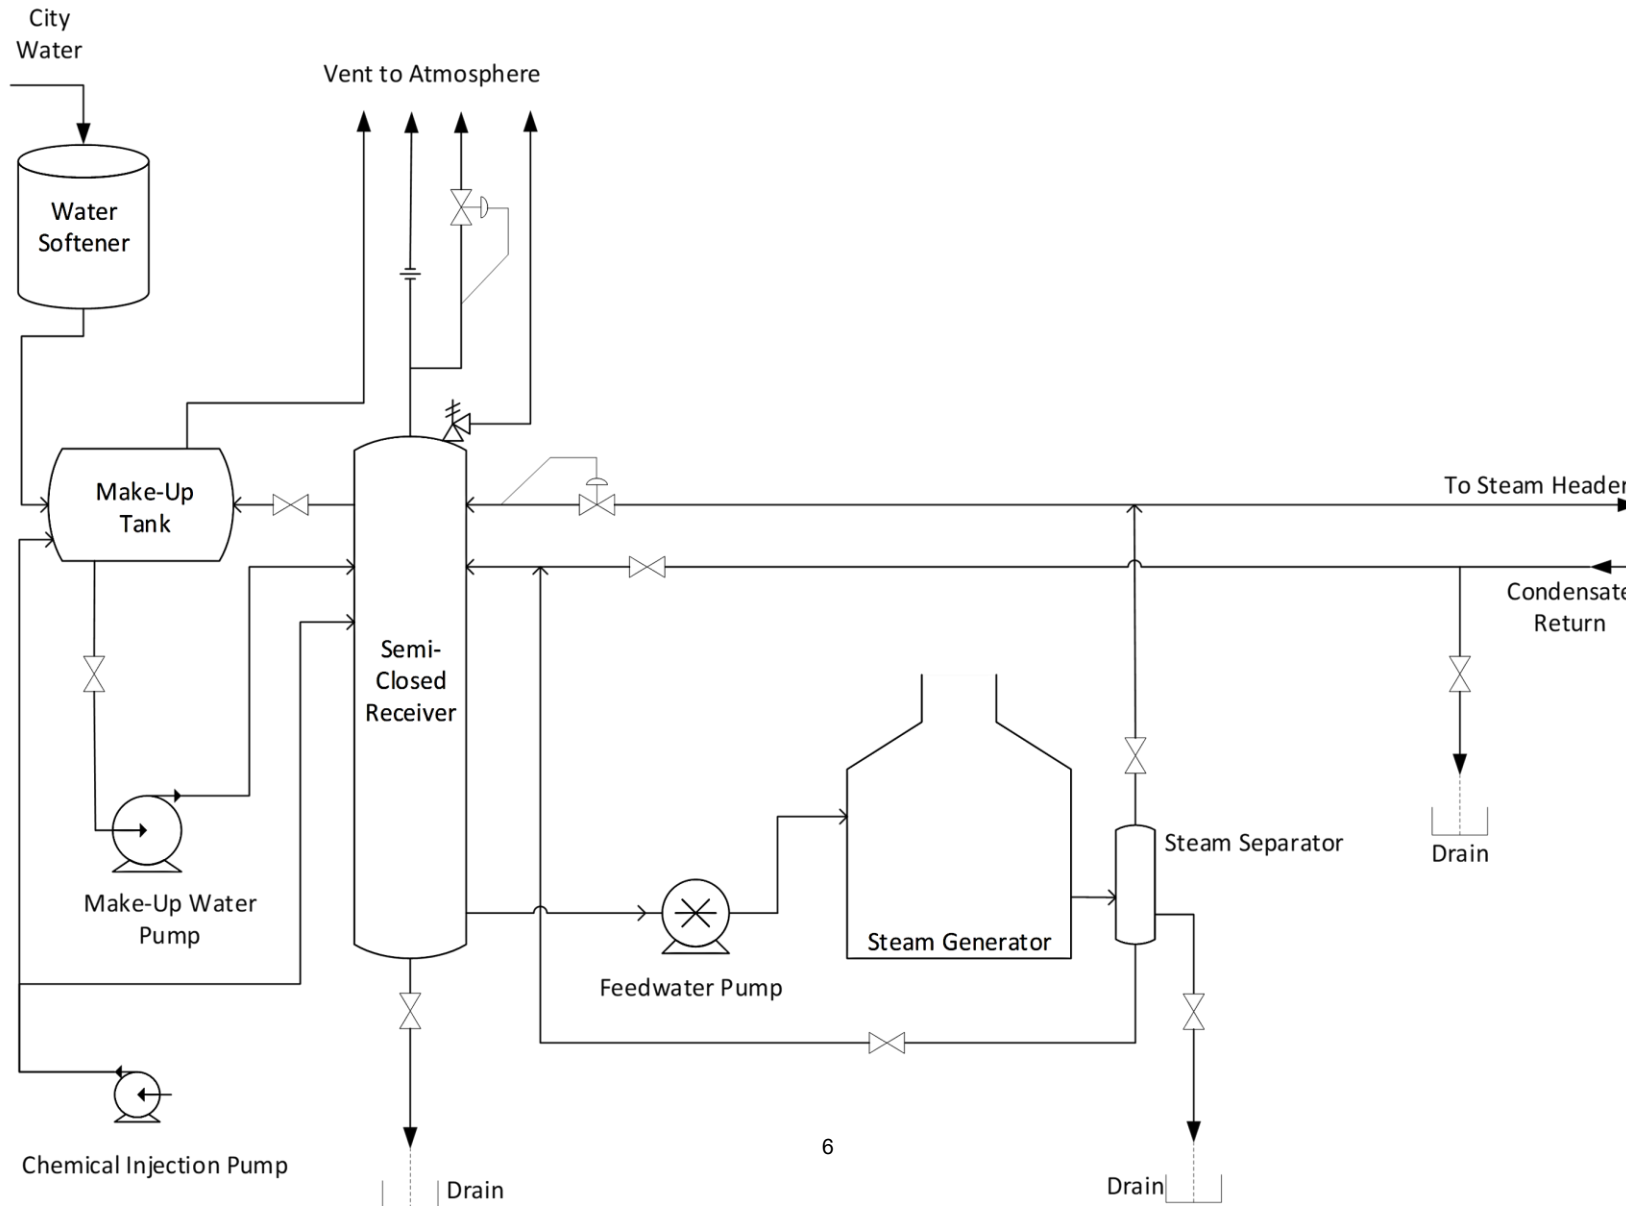 City
Water
Vent to Atmosphere
Water
Softener
Make-Up
Tank
To Steam Header
Condensate
Return
Semi-
Closed
Receiver
Steam Separator
Drain
Make-Up Water
Pump
Steam Generator
Feedwater Pump
6
Chemical Injection Pump
Drain
Drain